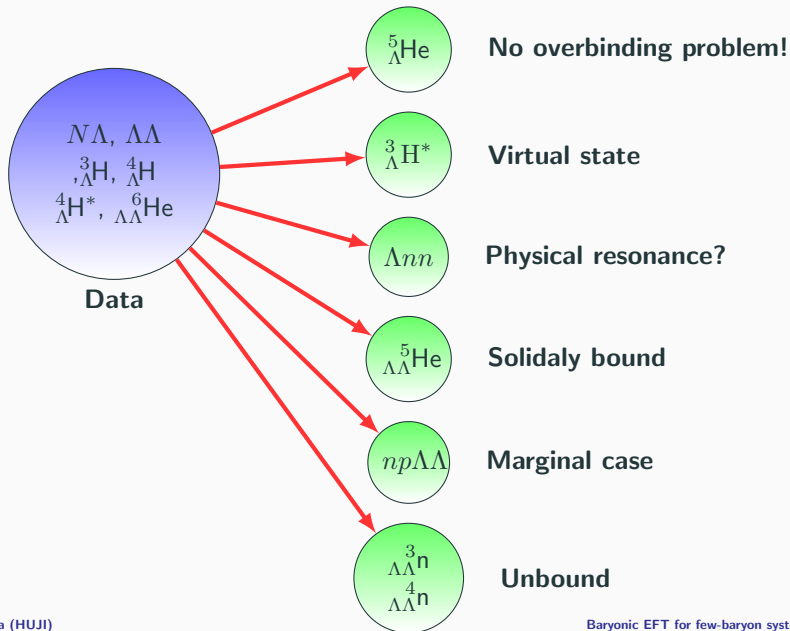 NΛ, ΛΛ
,³ΛH, ⁴ΛH
⁴ΛH*, ⁶ΛΛHe
Data
⁵ΛHe
No overbinding problem!
³ΛH*
Virtual state
Λnn
Physical resonance?
⁵ΛΛHe
Solidaly bound
npΛΛ
Marginal case
³ΛΛn
⁴ΛΛn
Unbound
a (HUJI)
Baryonic EFT for few-baryon syst